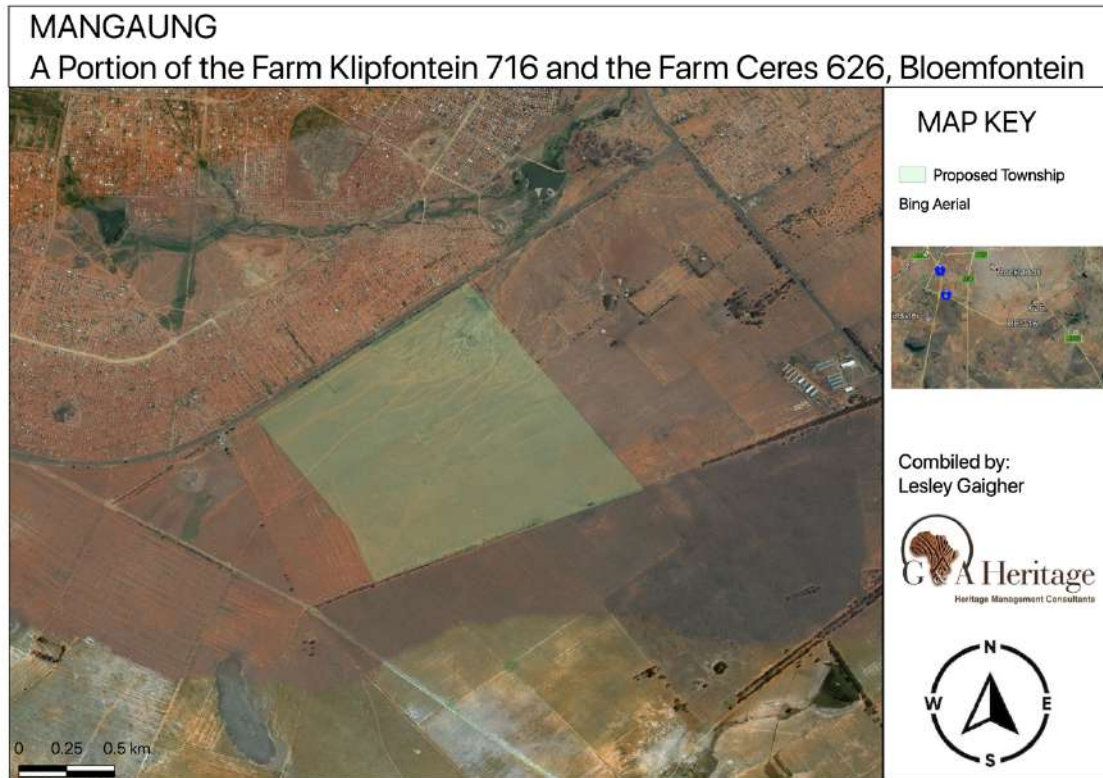 MANGAUNG
A Portion of the Farm Klipfontein 716 and the Farm Ceres 626, Bloemfontein
MAP KEY
Proposed Township
Bing Aerial
Combiled by:
Lesley Gaigher
G A Heritage
Heritage Management Consultants
N
W E
S
0 0.25 0.5 km